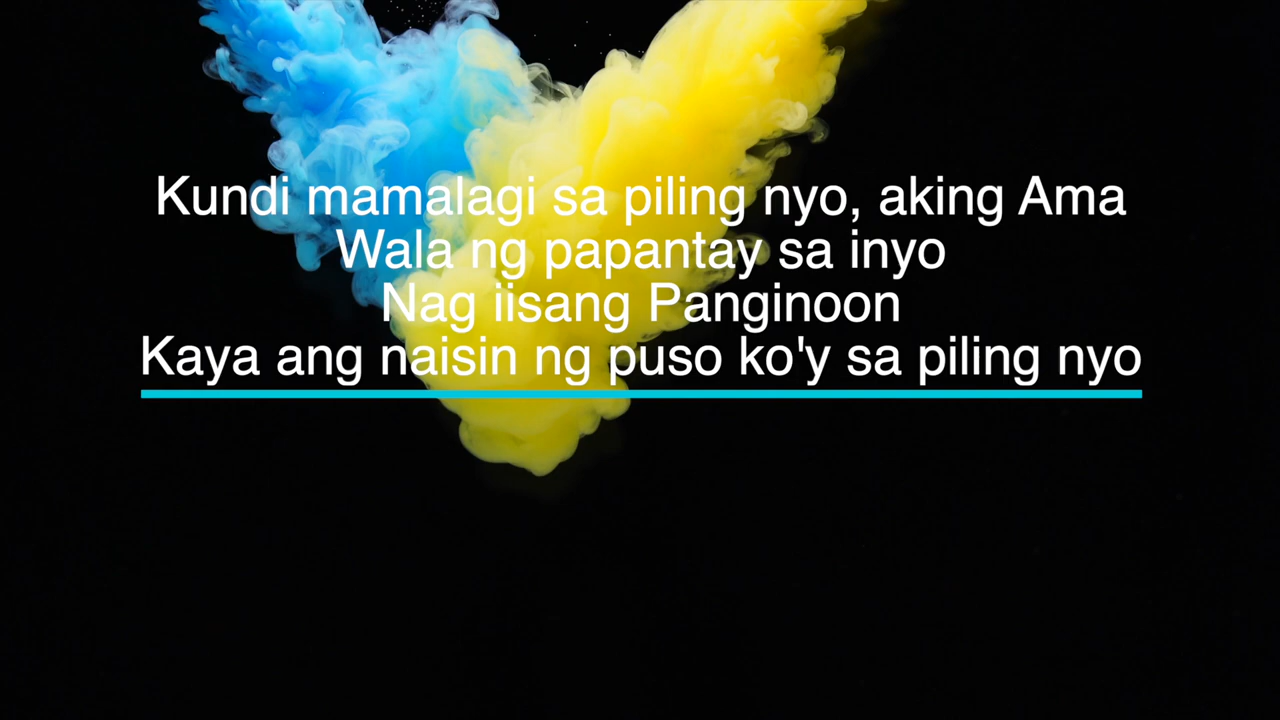 Kundi mamalagi sa piling nyo, aking Ama
Wala ng papantay sa inyo
Nag iisang Panginoon
Kaya ang naisin ng puso ko'y sa piling nyo